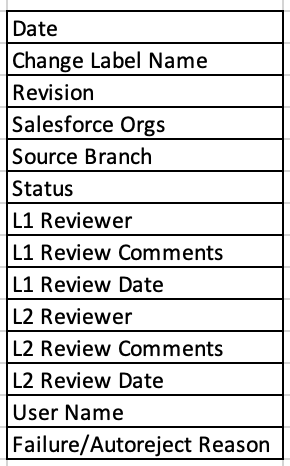 Date
Change Label Name
Revision
Salesforce Orgs
Source Branch
Status
L1 Reviewer
L1 Review Comments
L1 Review Date
L2 Reviewer
L2 Review Comments
L2 Review Date
User Name
Failure/Autoreject Reason